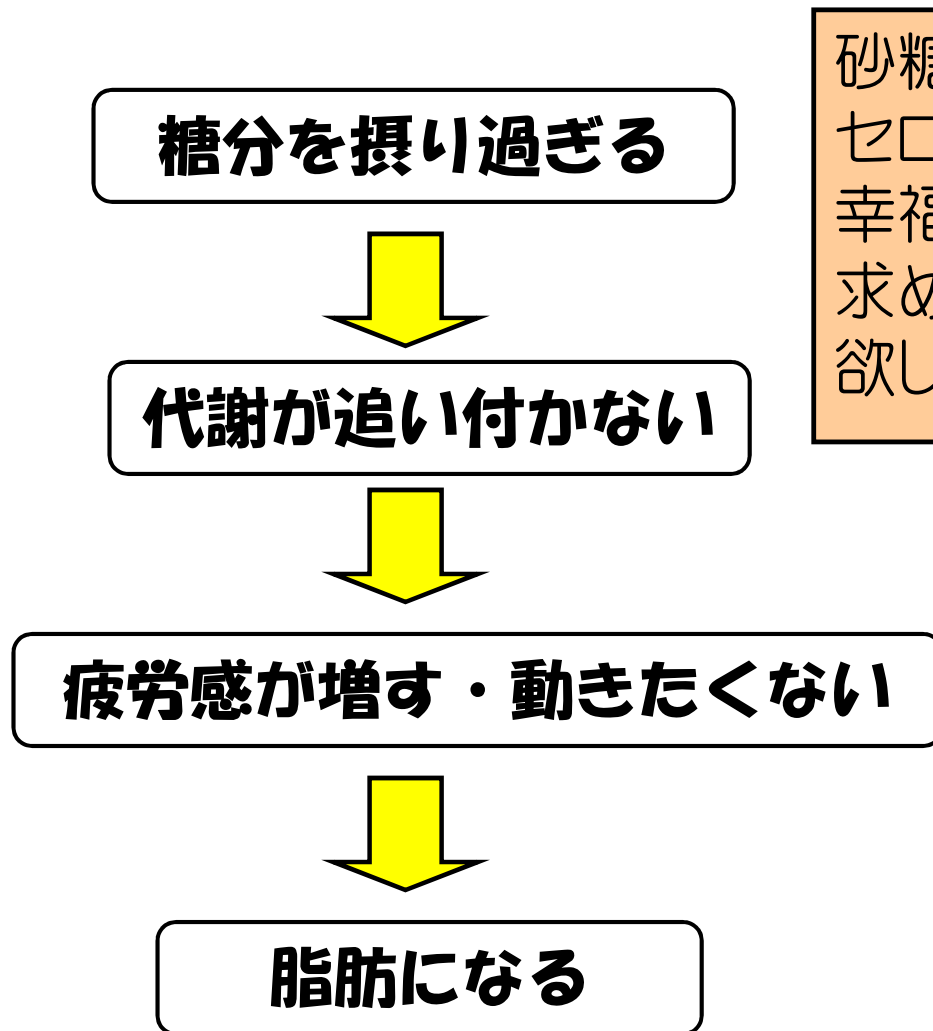 糖分を摂り過ぎる
代謝が追い付かない
疲労感が増す・動きたくない
脂肪になる
砂糖
セロ
幸福
求め
欲し